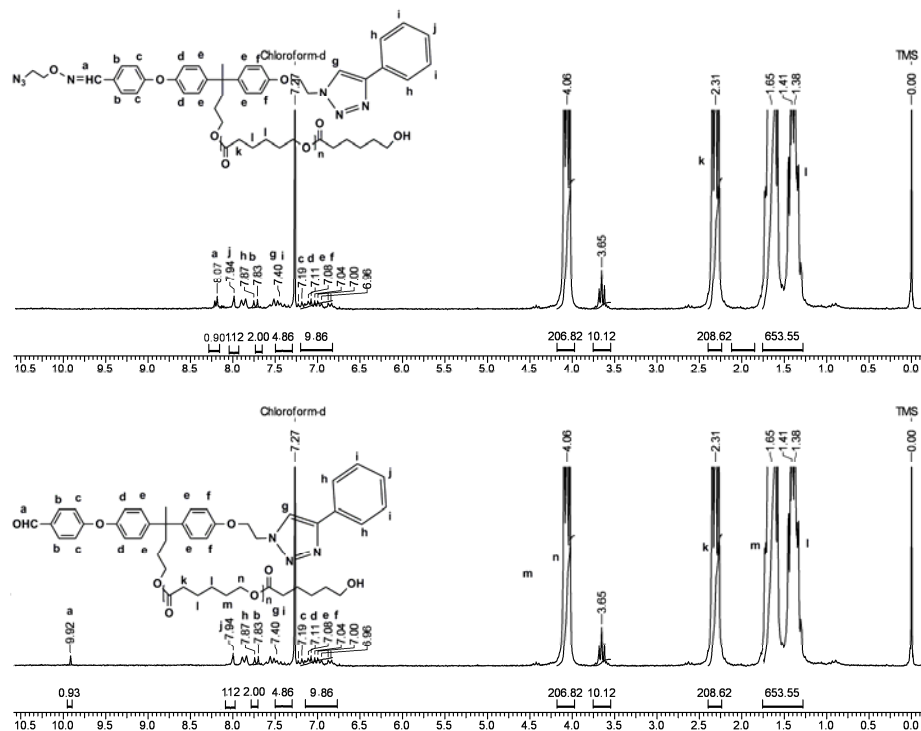 i
h
j
Chloroform-d
TMS
b c d e e f g
a
N3 O N=HC O O i
b c d e e f h
N1
N N
7.27
4.06
3.65
2.31
1.65
1.41
1.38
0.00
O O O OH
O k l l n
k l
a j h b g i c d e f
8.07
7.94
7.87
7.83
7.40
7.19
7.11
7.08
7.04
7.00
6.96
0.90 1.12 2.00 4.86 9.86 206.82 10.12 208.62 653.55
10.5 10.0 9.5 9.0 8.5 8.0 7.5 7.0 6.5 6.0 5.5 5.0 4.5 4.0 3.5 3.0 2.5 2.0 1.5 1.0 0.5 0.0
Chloroform-d
TMS
7.27
4.06
3.65
2.31
1.65
1.41
1.38
0.00
i
h
j
a b c d e e f g
OHC O O i
b c d e e f h
N1
N2 N
O k l n O O OH
O l m n
m n k m l
a
9.92
j h b g i c d e f
7.94
7.87
7.83
7.40
7.19
7.11
7.08
7.04
7.00
6.96
0.93 112 2.00 4.86 9.86 206.82 10.12 208.62 653.55
10.5 10.0 9.5 9.0 8.5 8.0 7.5 7.0 6.5 6.0 5.5 5.0 4.5 4.0 3.5 3.0 2.5 2.0 1.5 1.0 0.5 0.0